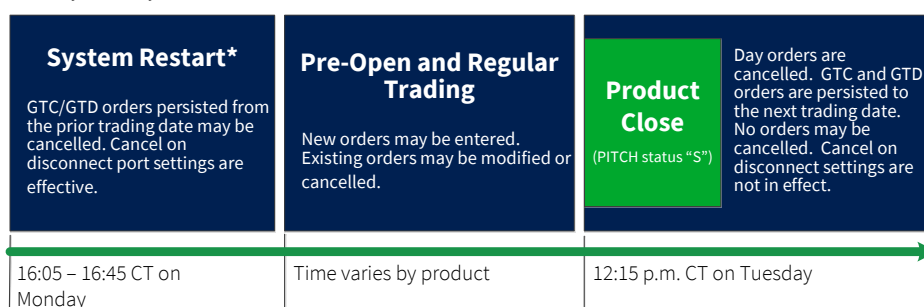 System Restart*
GTC/GTD orders persisted from
the prior trading date may be
cancelled. Cancel on
disconnect port settings are
effective.
Pre-Open and Regular
Trading
New orders may be entered.
Existing orders may be modified or
cancelled.
Product
Close
(PITCH status “S”)
Day orders are
cancelled. GTC and GTD
orders are persisted to
the next trading date.
No orders may be
cancelled. Cancel on
disconnect settings are
not in effect.
16:05 – 16:45 CT on
Monday
Time varies by product
12:15 p.m. CT on Tuesday